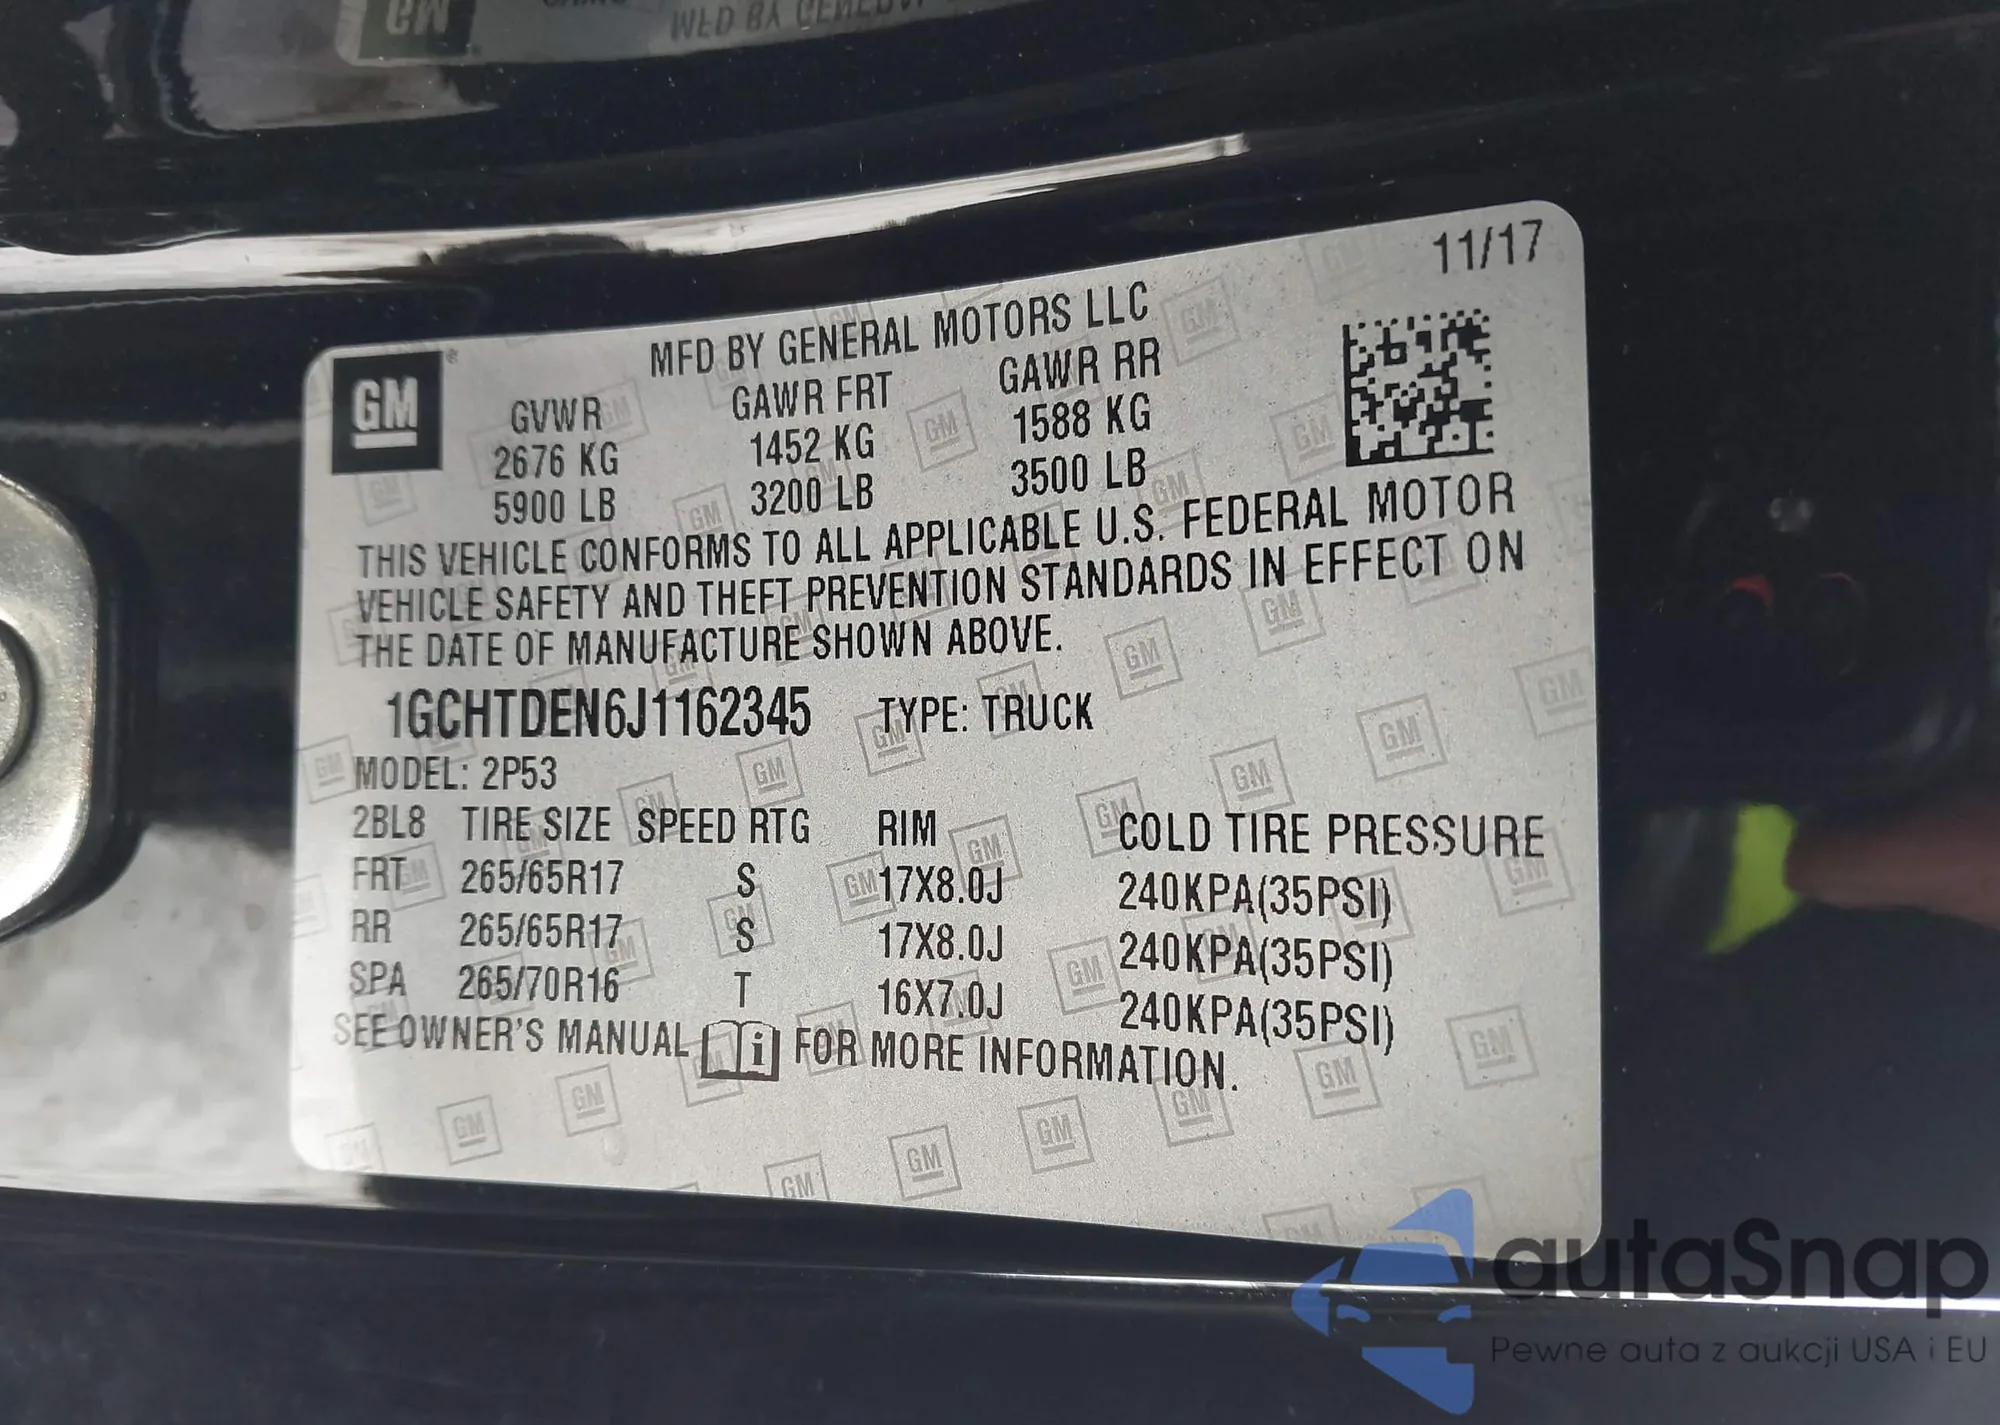 11/17
MFD BY GENERAL MOTORS LLC
GM
GVWR GAWR FRT GAWR RR
2676 KG 1452 KG 1588 KG
5900 LB 3200 LB 3500 LB
THIS VEHICLE CONFORMS TO ALL APPLICABLE U.S. FEDERAL MOTOR
VEHICLE SAFETY AND THEFT PREVENTION STANDARDS IN EFFECT ON
THE DATE OF MANUFACTURE SHOWN ABOVE.
1GCHTDEN6J1162345 TYPE: TRUCK
MODEL: 2P53
2BL8 TIRE SIZE SPEED RTG RIM COLD TIRE PRESSURE
FRT 265/65R17 S 17X8.0J 240KPA(35PSI)
RR 265/65R17 S 17X8.0J 240KPA(35PSI)
SPA 265/70R16 T 16X7.0J 240KPA(35PSI)
SEE OWNER'S MANUAL i FOR MORE INFORMATION.
autaSnap
Pewne auta z aukcji USA i EU